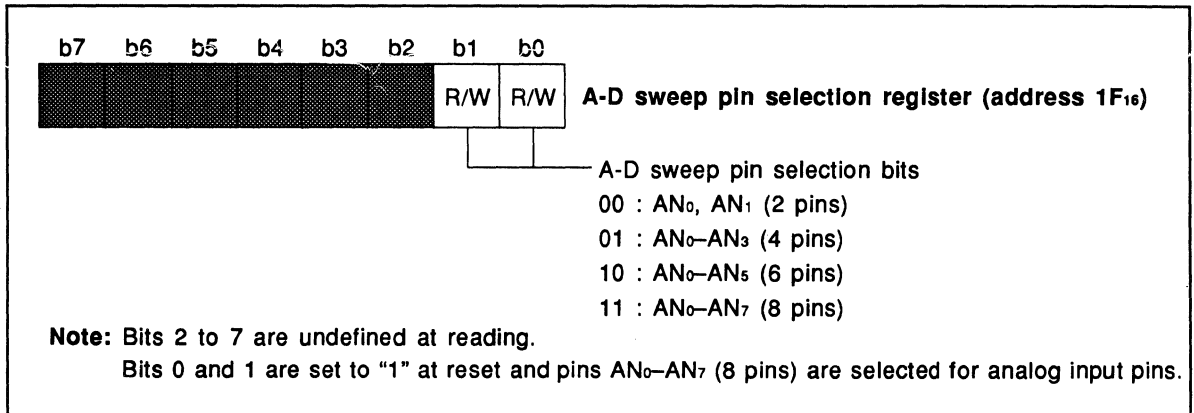 b7 b6 b5 b4 b3 b2 b1 b0
R/W R/W A-D sweep pin selection register (address 1F₁₆)
A-D sweep pin selection bits
00 : AN₀, AN₁ (2 pins)
01 : AN₀–AN₃ (4 pins)
10 : AN₀–AN₅ (6 pins)
11 : AN₀–AN₇ (8 pins)
Note: Bits 2 to 7 are undefined at reading.
Bits 0 and 1 are set to “1” at reset and pins AN₀–AN₇ (8 pins) are selected for analog input pins.